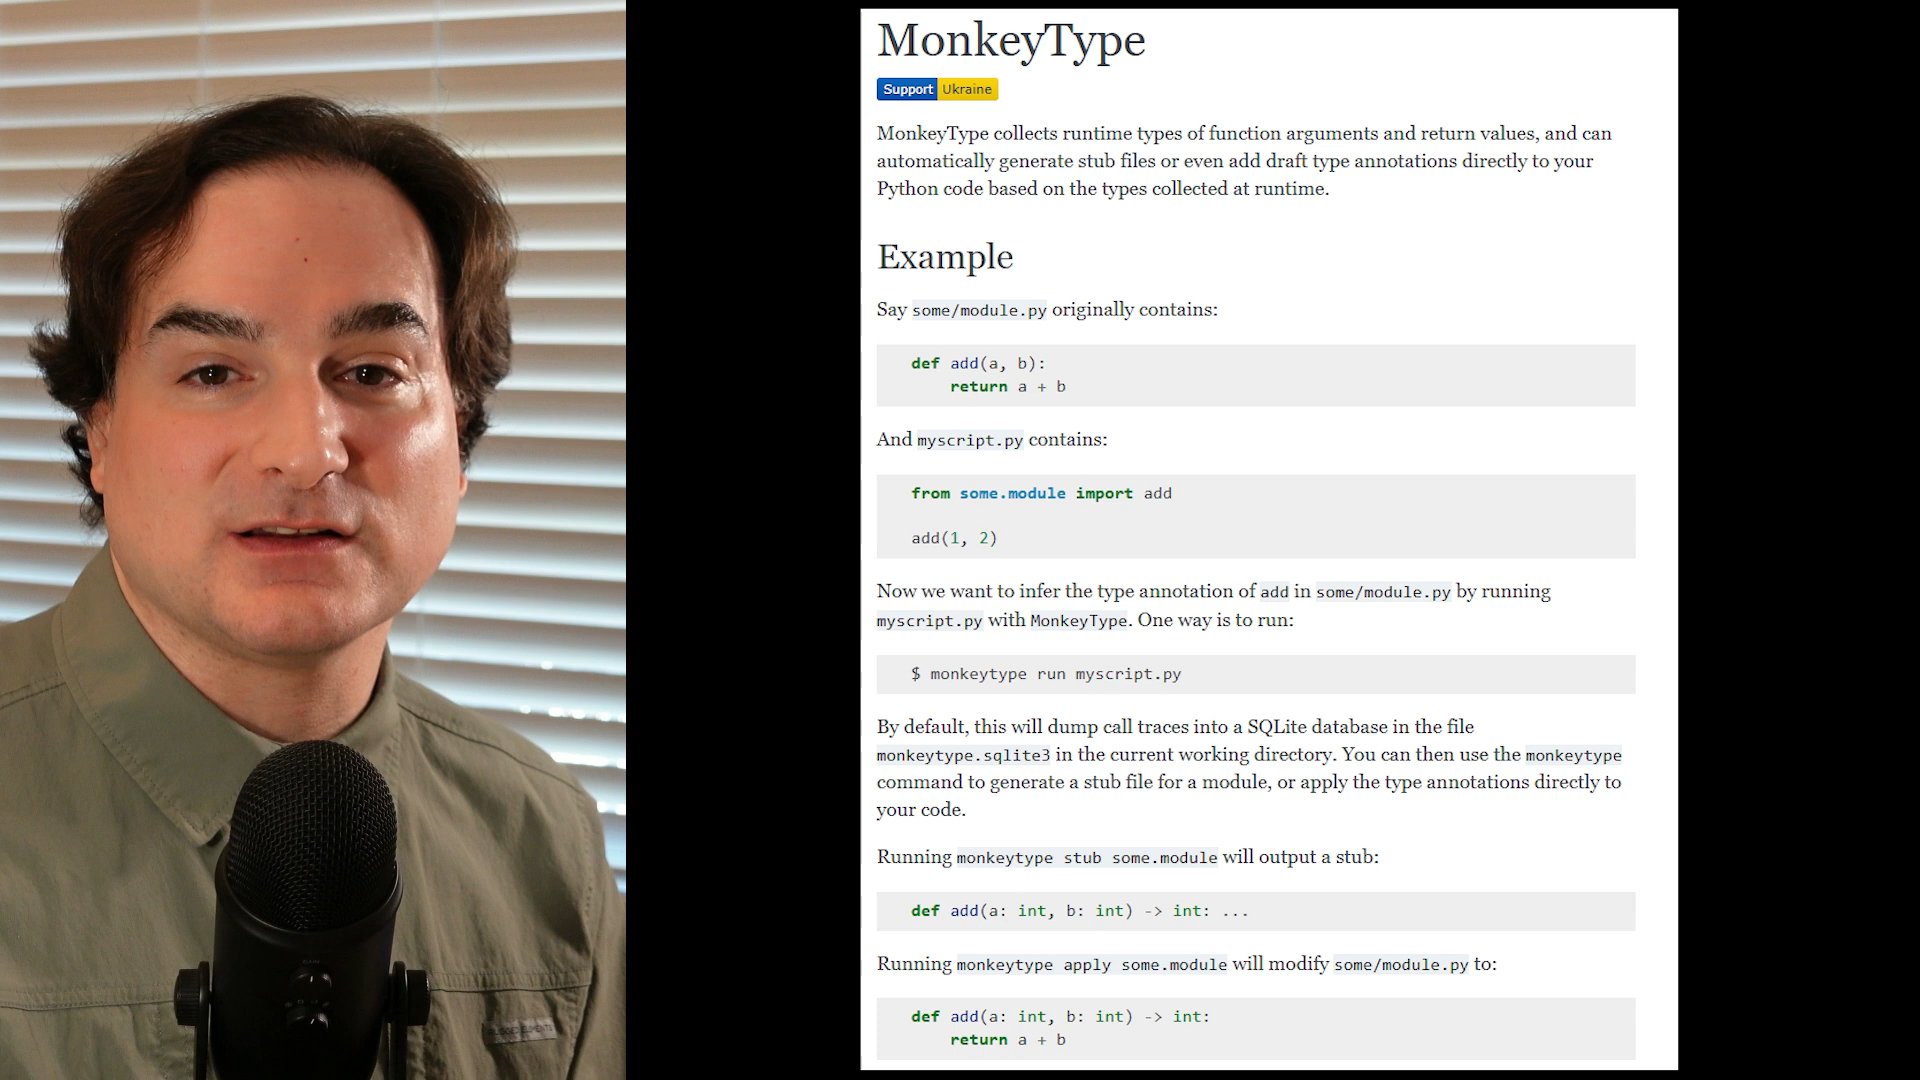 MonkeyType
Support Ukraine
MonkeyType collects runtime types of function arguments and return values, and can
automatically generate stub files or even add draft type annotations directly to your
Python code based on the types collected at runtime.
Example
Say some/module.py originally contains:
def add(a, b):
    return a + b
And myscript.py contains:
from some.module import add
add(1, 2)
Now we want to infer the type annotation of add in some/module.py by running
myscript.py with MonkeyType. One way is to run:
$ monkeytype run myscript.py
By default, this will dump call traces into a SQLite database in the file
monkeytype.sqlite3 in the current working directory. You can then use the monkeytype
command to generate a stub file for a module, or apply the type annotations directly to
your code.
Running monkeytype stub some.module will output a stub:
def add(a: int, b: int) -> int: ...
Running monkeytype apply some.module will modify some/module.py to:
def add(a: int, b: int) -> int:
    return a + b